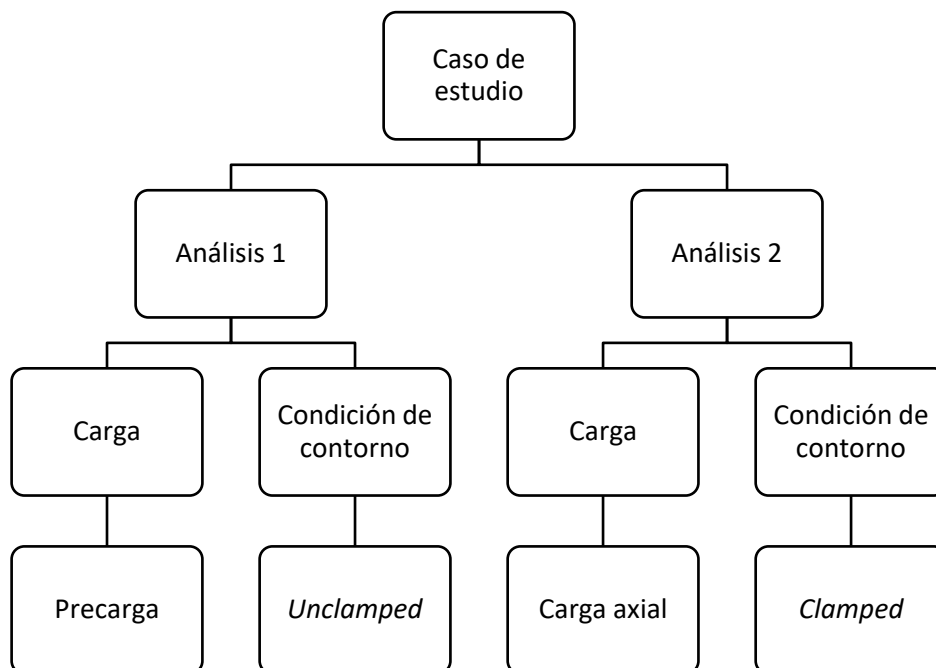 Caso de
estudio
Análisis 1
Análisis 2
Carga
Condición de
contorno
Carga
Condición de
contorno
Precarga
Unclamped
Carga axial
Clamped